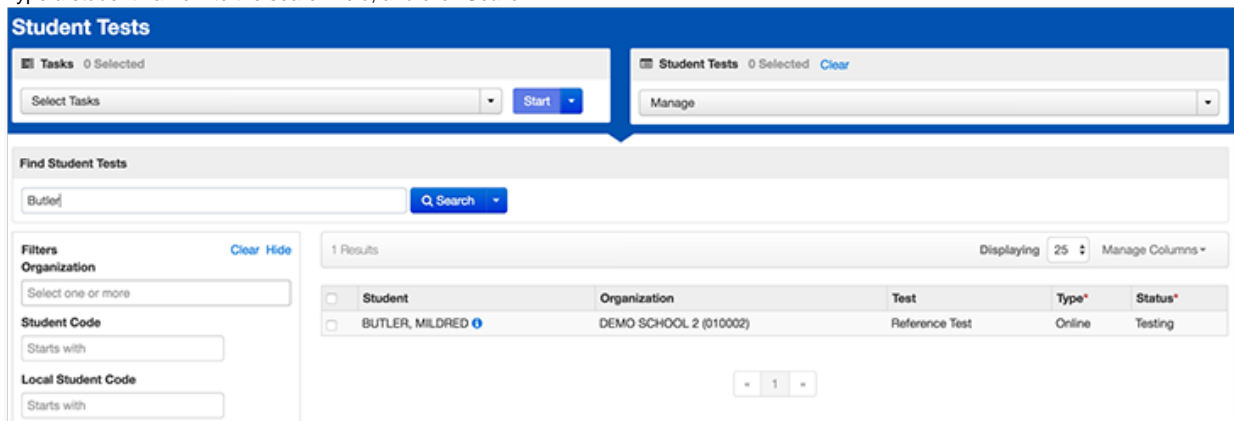 Student Tests
Tasks 0 Selected
Student Tests 0 Selected Clear
Select Tasks
Start
Manage
Find Student Tests
Butler
Search
Filters
Clear Hide
1 Results
Displaying 25 Manage Columns
Organization
Select one or more
Student Organization Test Type* Status*
BUTLER, MILDRED DEMO SCHOOL 2 (010002) Reference Test Online Testing
Student Code
Starts with
Local Student Code
Starts with
« 1 »